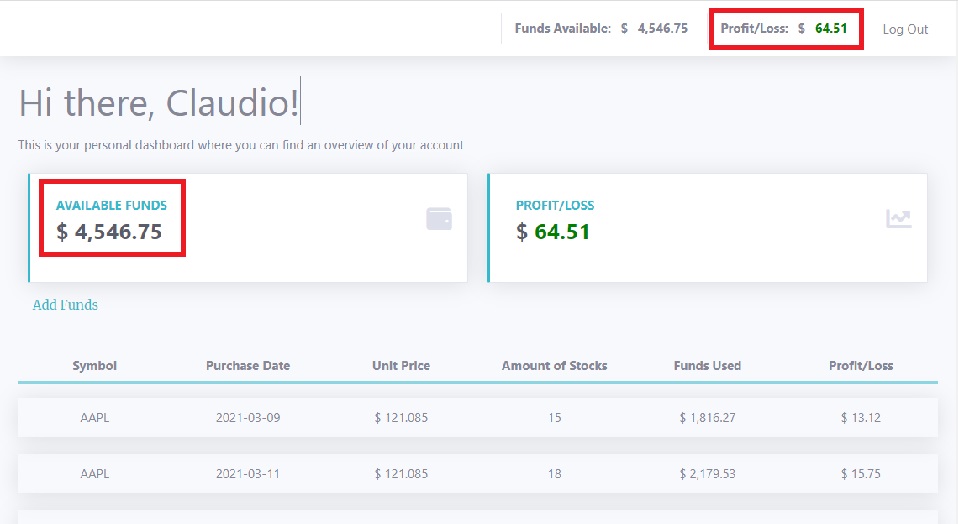 Funds Available: $ 4,546.75 Profit/Loss: $ 64.51 Log Out
Hi there, Claudio!
This is your personal dashboard where you can find an overview of your account
AVAILABLE FUNDS
$ 4,546.75
PROFIT/LOSS
$ 64.51
Add Funds
Symbol Purchase Date Unit Price Amount of Stocks Funds Used Profit/Loss
AAPL 2021-03-09 $ 121.085 15 $ 1,816.27 $ 13.12
AAPL 2021-03-11 $ 121.085 18 $ 2,179.53 $ 15.75